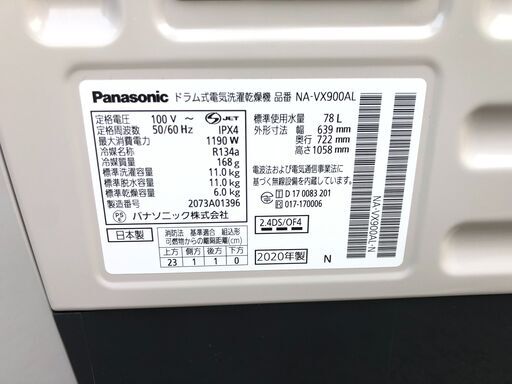 Panasonic ドラム式電気洗濯乾燥機 品番 NA-VX900AL
定格電圧 100 V ～ S JET
定格周波数 50/60 Hz IPX4
最大消費電力 1190 W
冷媒名称 R134a
冷媒質量 168 g
標準洗濯容量 11.0 kg
標準脱水容量 11.0 kg
標準乾燥容量 6.0 kg
製造番号 2073A01396
PSE パナソニック株式会社
日本製
消防法 基準適合 組込形
可燃物からの離隔距離(cm)
上方 側方 後方 下方
23 1 1 0
標準使用水量 78 L
外形寸法 幅 639 mm
奥行 722 mm
高さ 1058 mm
電波法および電気通信事業法に
基づく無線設備を内蔵しています。
T D 17 0083 201
R 017-170006
2.4DS/OF4
2020年製 N
NA-VX900AL-N